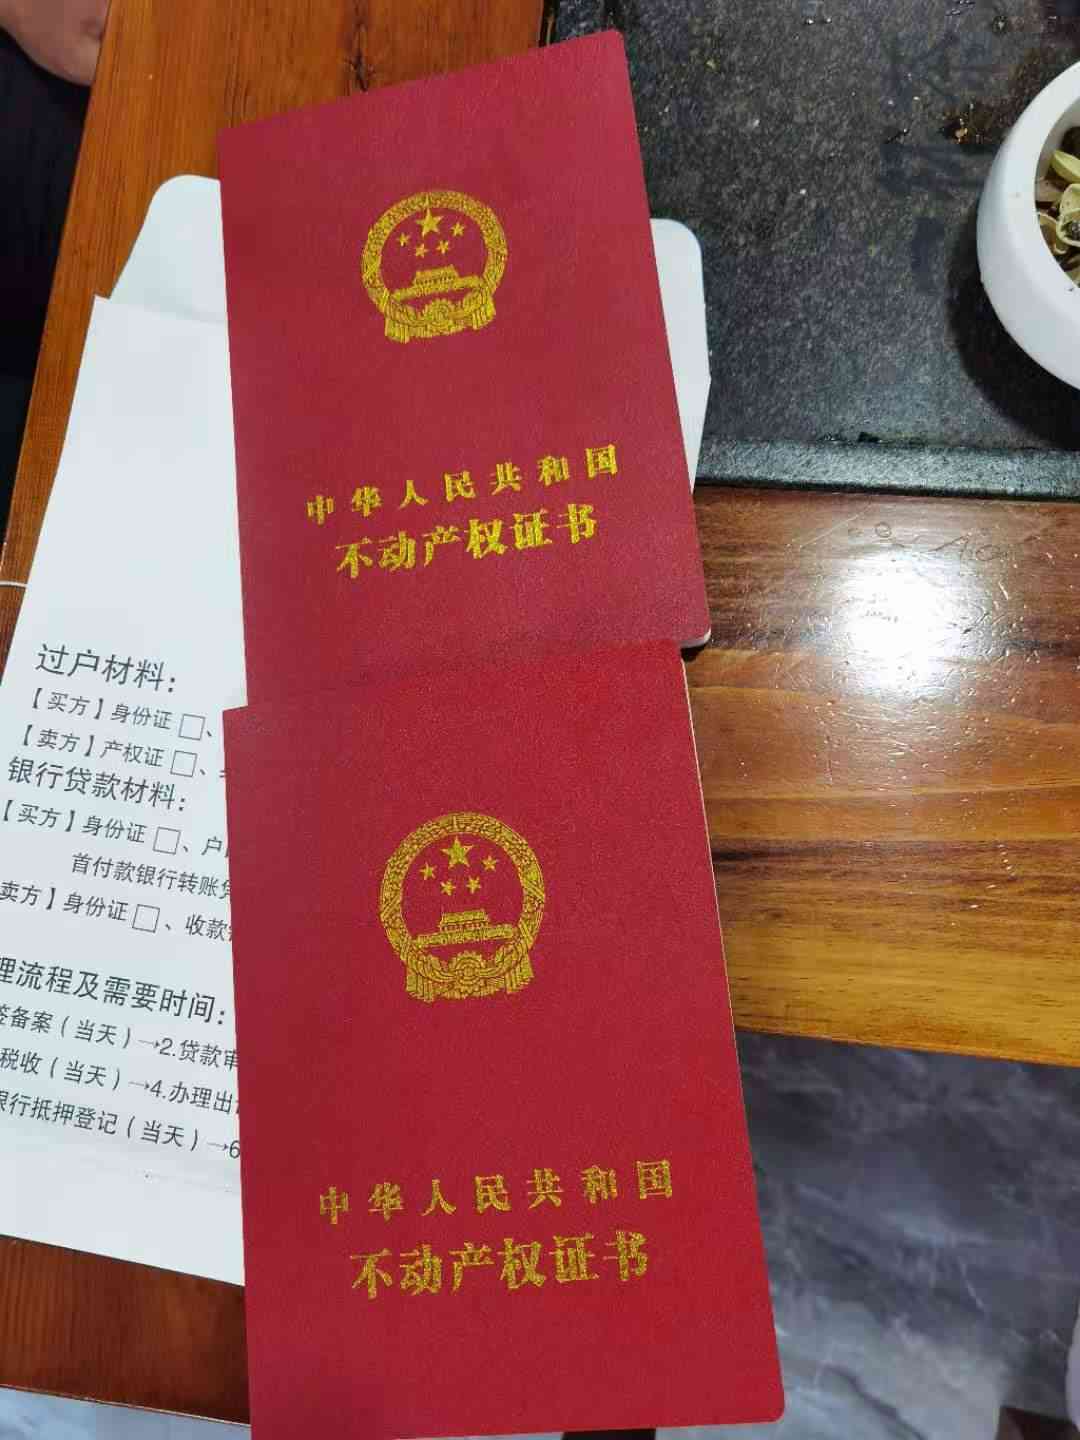 中华人民共和国
不动产权证书
过户材料：
【买方】身份证□、
【卖方】产权证□、
银行贷款材料：
【买方】身份证□、户
首付款银行转账
卖方】身份证□、收款
理流程及需要时间：
签备案（当天）→2.贷款审
税收（当天）→4.办理出
银行抵押登记（当天）→6
中华人民共和国
不动产权证书